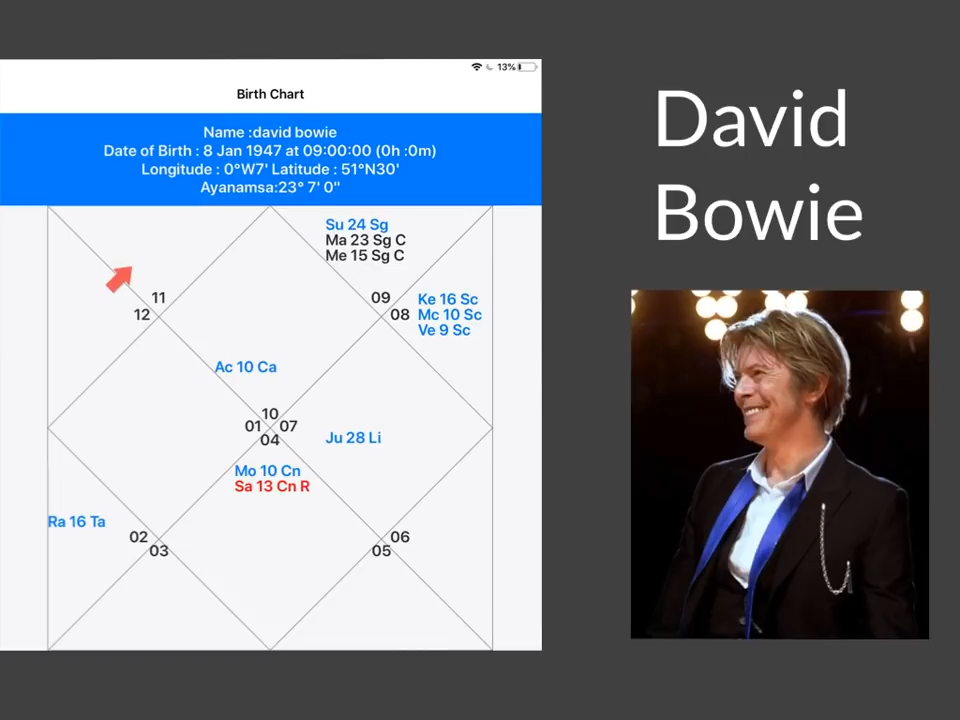 13%
Birth Chart
Name :david bowie
Date of Birth : 8 Jan 1947 at 09:00:00 (0h :0m)
Longitude : 0°W7' Latitude : 51°N30'
Ayanamsa:23° 7' 0"
Su 24 Sg
Ma 23 Sg C
Me 15 Sg C
11
12
09
08
Ke 16 Sc
Mc 10 Sc
Ve 9 Sc
Ac 10 Ca
10
01
07
04
Ju 28 Li
Mo 10 Cn
Sa 13 Cn R
Ra 16 Ta
02
03
06
05
David
Bowie